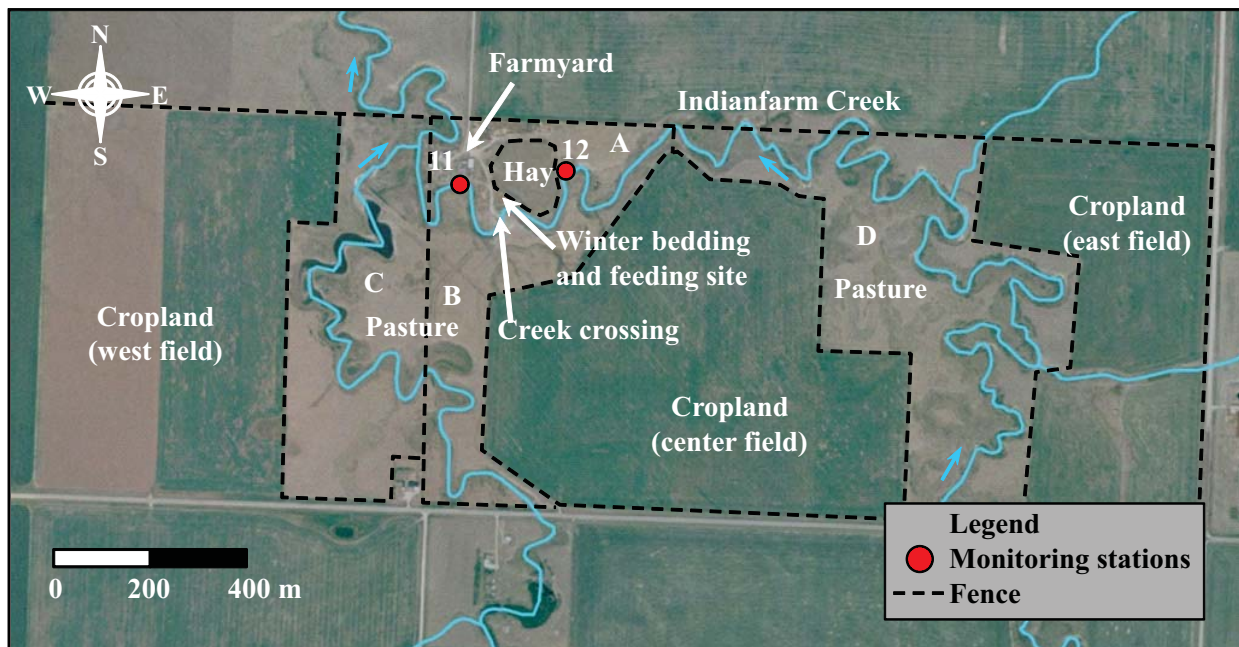 N
W E
S
Farmyard
Indianfarm Creek
11
Hay
12
A
Winter bedding
and feeding site
Creek crossing
Cropland
(west field)
C
B
Pasture
D
Pasture
Cropland
(east field)
Cropland
(center field)
0 200 400 m
Legend
Monitoring stations
Fence